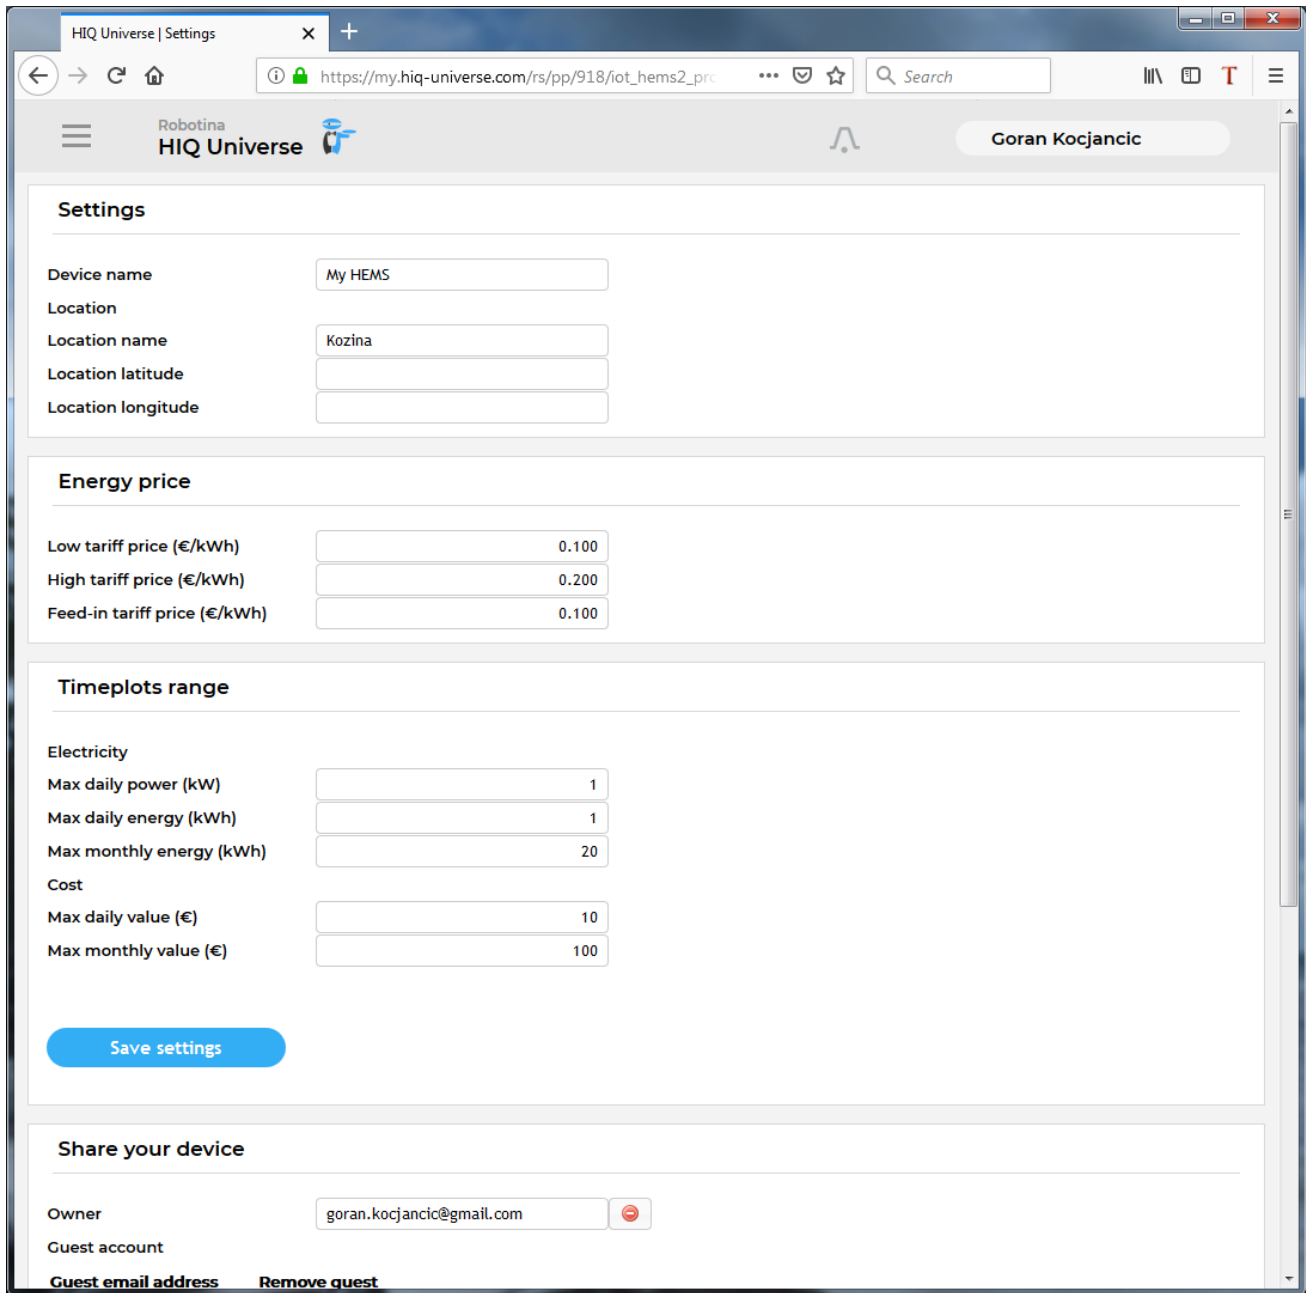 HIQ Universe | Settings
https://my.hiq-universe.com/rs/pp/918/iot_hems2_pro
Search
T
Robotina
HIQ Universe
Goran Kocjancic
Settings
Device name My HEMS
Location
Location name Kozina
Location latitude
Location longitude
Energy price
Low tariff price (€/kWh) 0.100
High tariff price (€/kWh) 0.200
Feed-in tariff price (€/kWh) 0.100
Timeplots range
Electricity
Max daily power (kW) 1
Max daily energy (kWh) 1
Max monthly energy (kWh) 20
Cost
Max daily value (€) 10
Max monthly value (€) 100
Save settings
Share your device
Owner goran.kocjancic@gmail.com
Guest account
Guest email address Remove guest